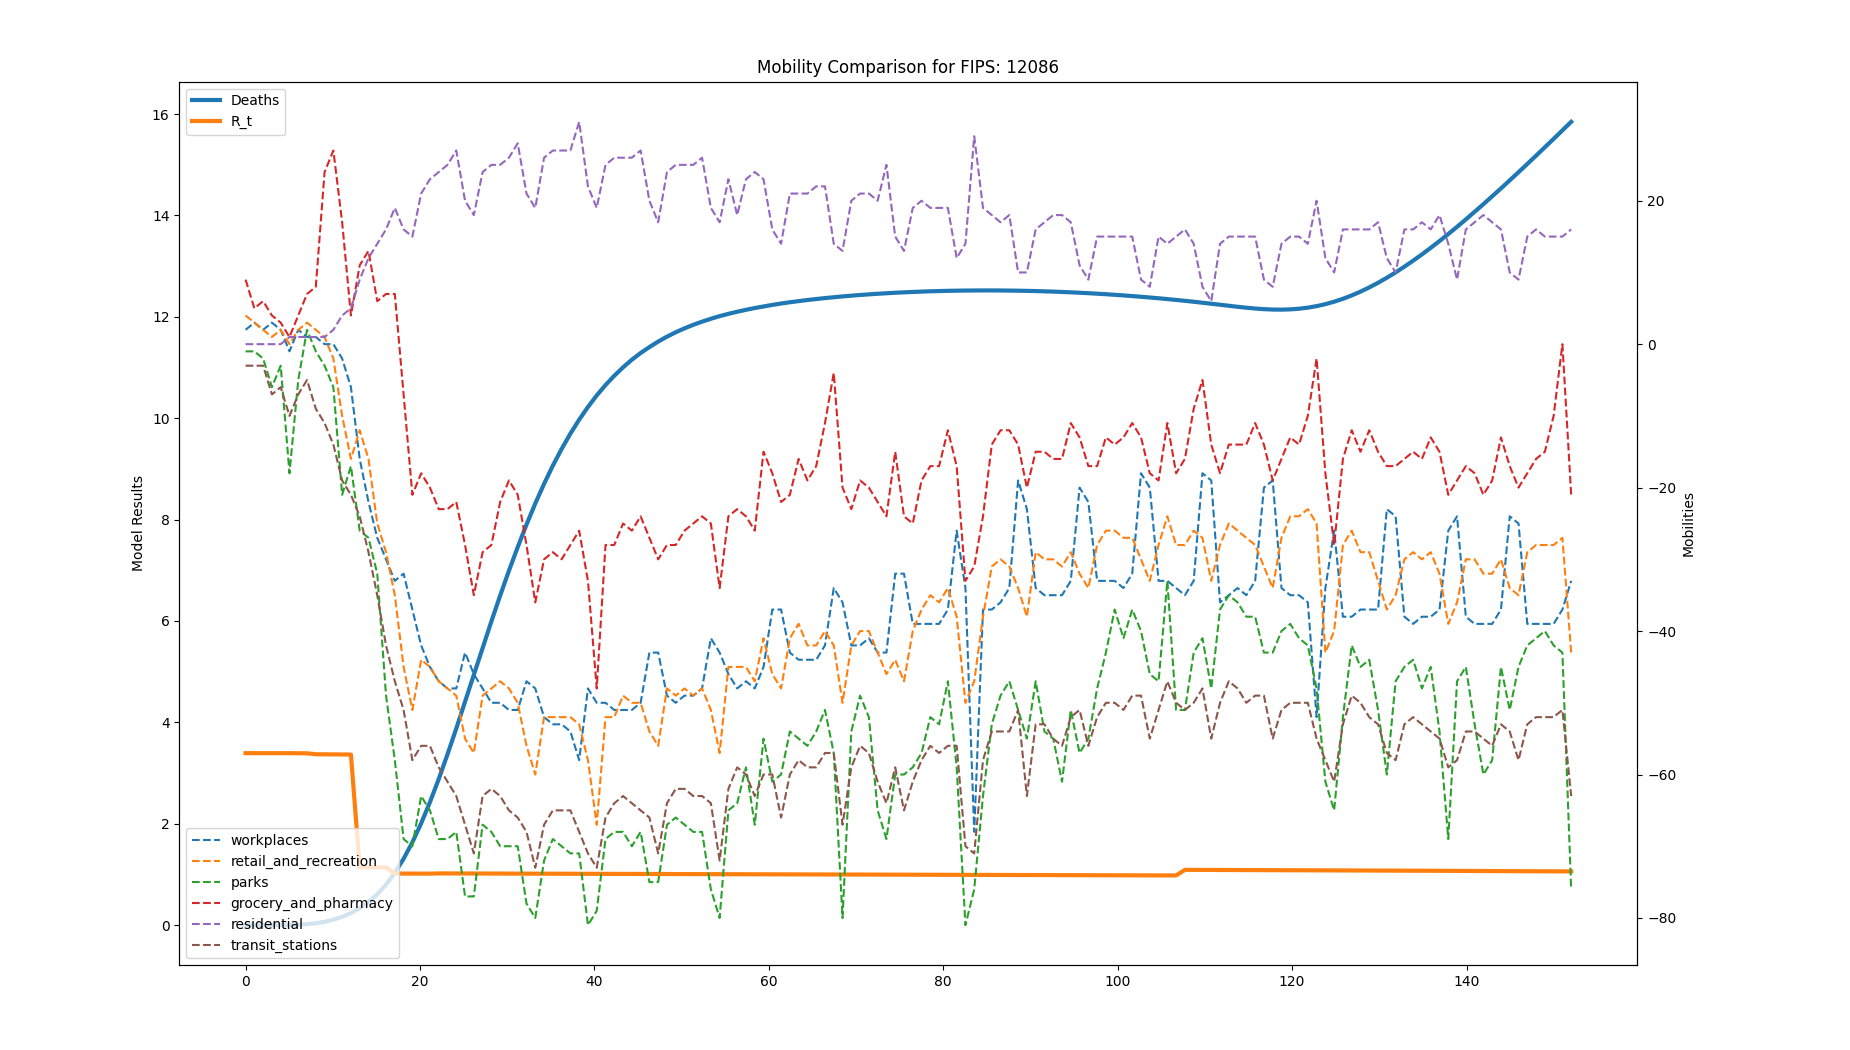 Mobility Comparison for FIPS: 12086
Deaths
R_t
16
14
12
10
8
6
4
2
0
Model Results
20
0
−20
−40
−60
−80
Mobilities
workplaces
retail_and_recreation
parks
grocery_and_pharmacy
residential
transit_stations
0 20 40 60 80 100 120 140